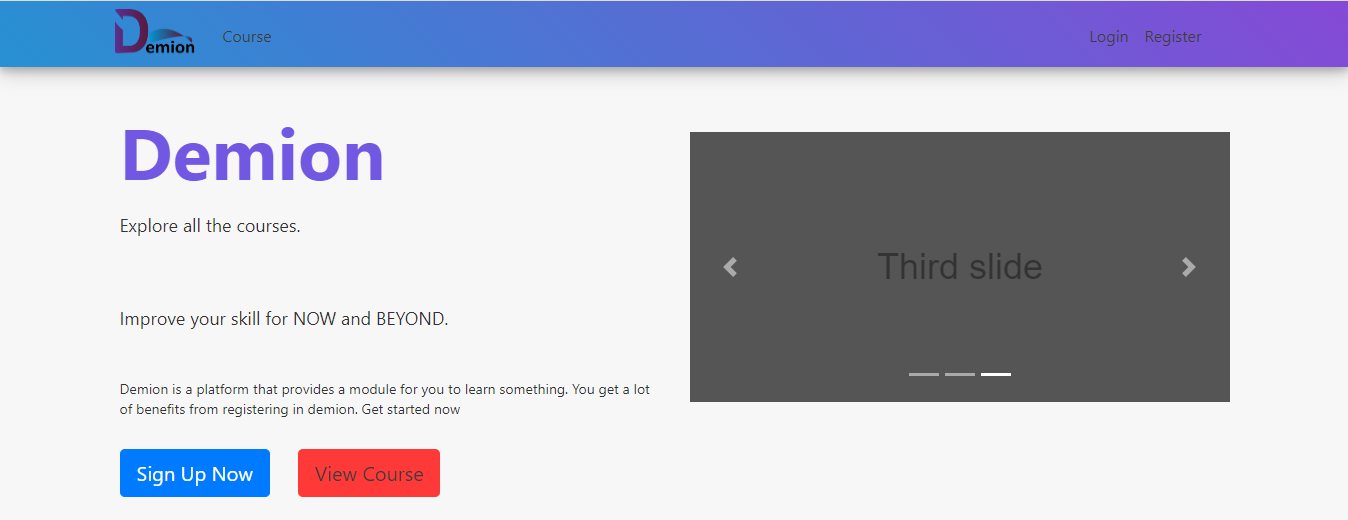 Demion
Course
Login
Register
Demion
Explore all the courses.
Improve your skill for NOW and BEYOND.
Demion is a platform that provides a module for you to learn something. You get a lot
of benefits from registering in demion. Get started now
Sign Up Now
View Course
Third slide